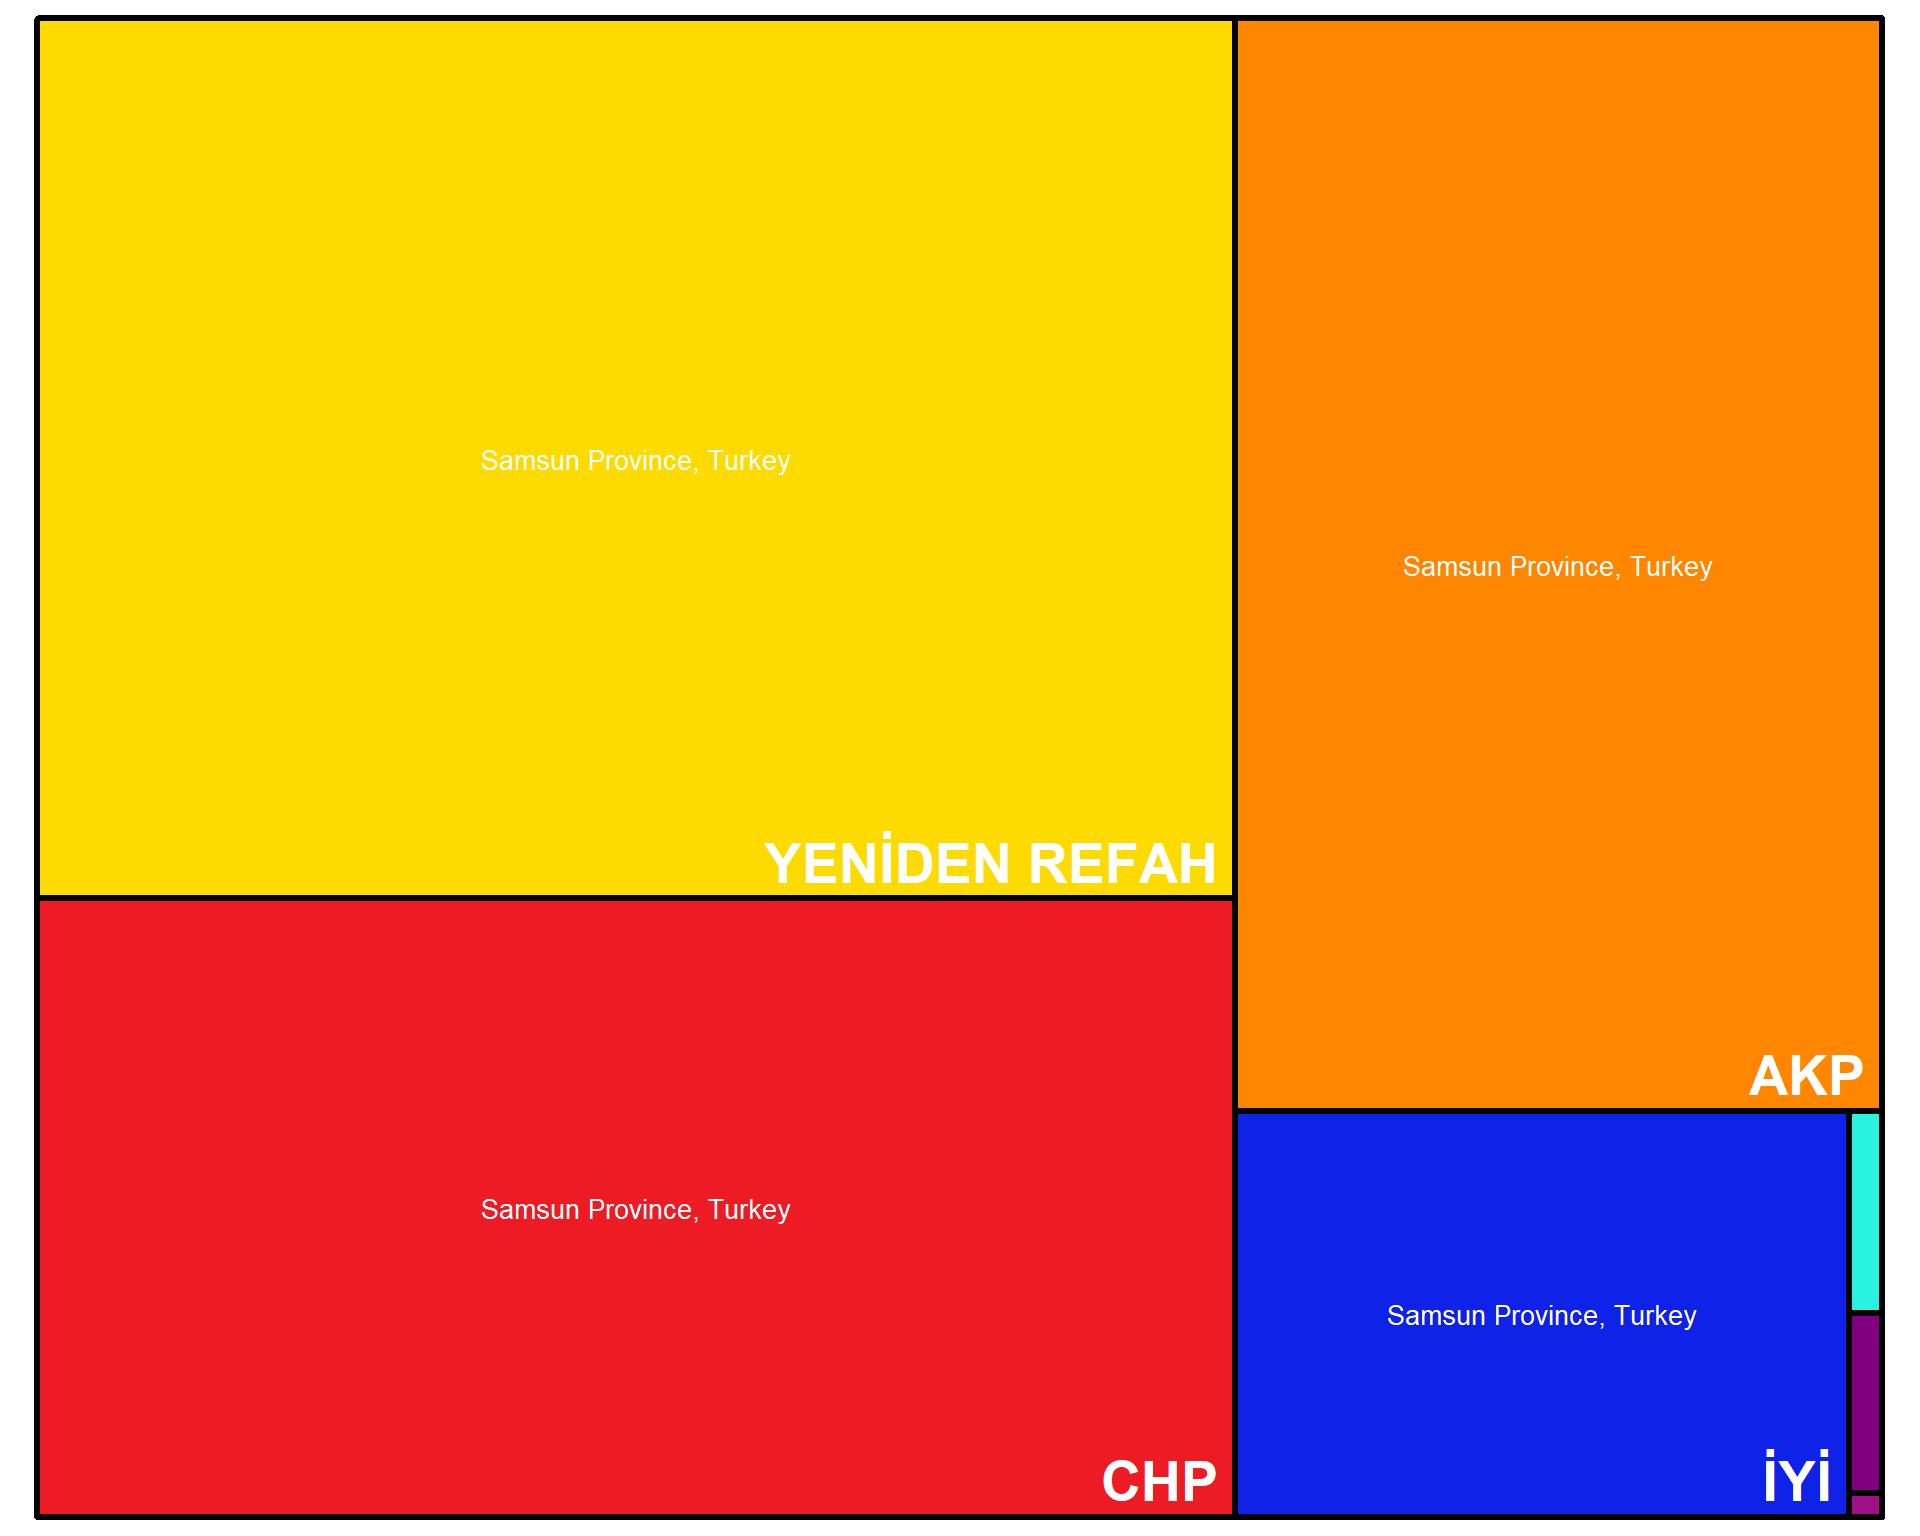 Samsun Province, Turkey
YENİDEN REFAH
Samsun Province, Turkey
AKP
Samsun Province, Turkey
CHP
Samsun Province, Turkey
İYİ